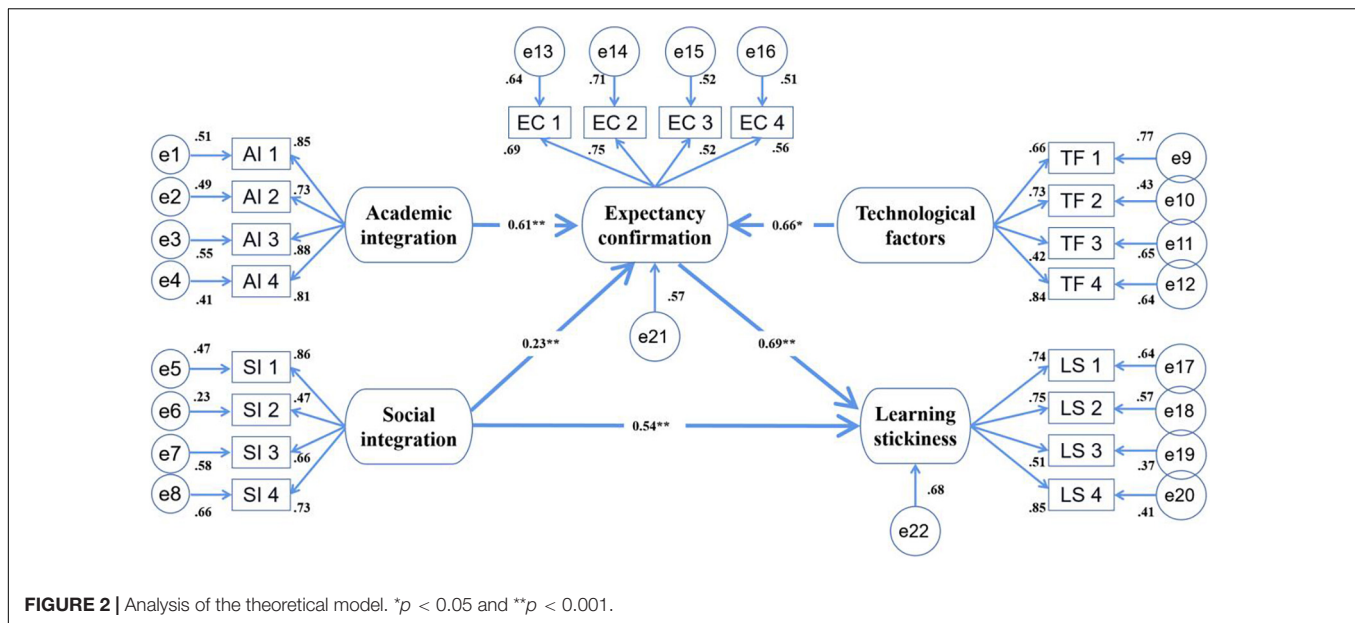 e13
e14
e15
e16
.64
.71
.52
.51
EC 1
EC 2
EC 3
EC 4
.69
.75
.52
.56
e1
.51
AI 1
.85
e2
.49
AI 2
.73
e3
.55
AI 3
.88
e4
.41
AI 4
.81
Academic
integration
0.61**
Expectancy
confirmation
0.66*
Technological
factors
.66
TF 1
.77
e9
.73
TF 2
.43
e10
.42
TF 3
.65
e11
.84
TF 4
.64
e12
.57
e21
0.23**
0.69**
e5
.47
SI 1
.86
e6
.23
SI 2
.47
e7
.58
SI 3
.66
e8
.66
SI 4
.73
Social
integration
0.54**
Learning
stickiness
.74
LS 1
.64
e17
.75
LS 2
.57
e18
.51
LS 3
.37
e19
.85
LS 4
.41
e20
.68
e22
FIGURE 2 | Analysis of the theoretical model. *p < 0.05 and **p < 0.001.